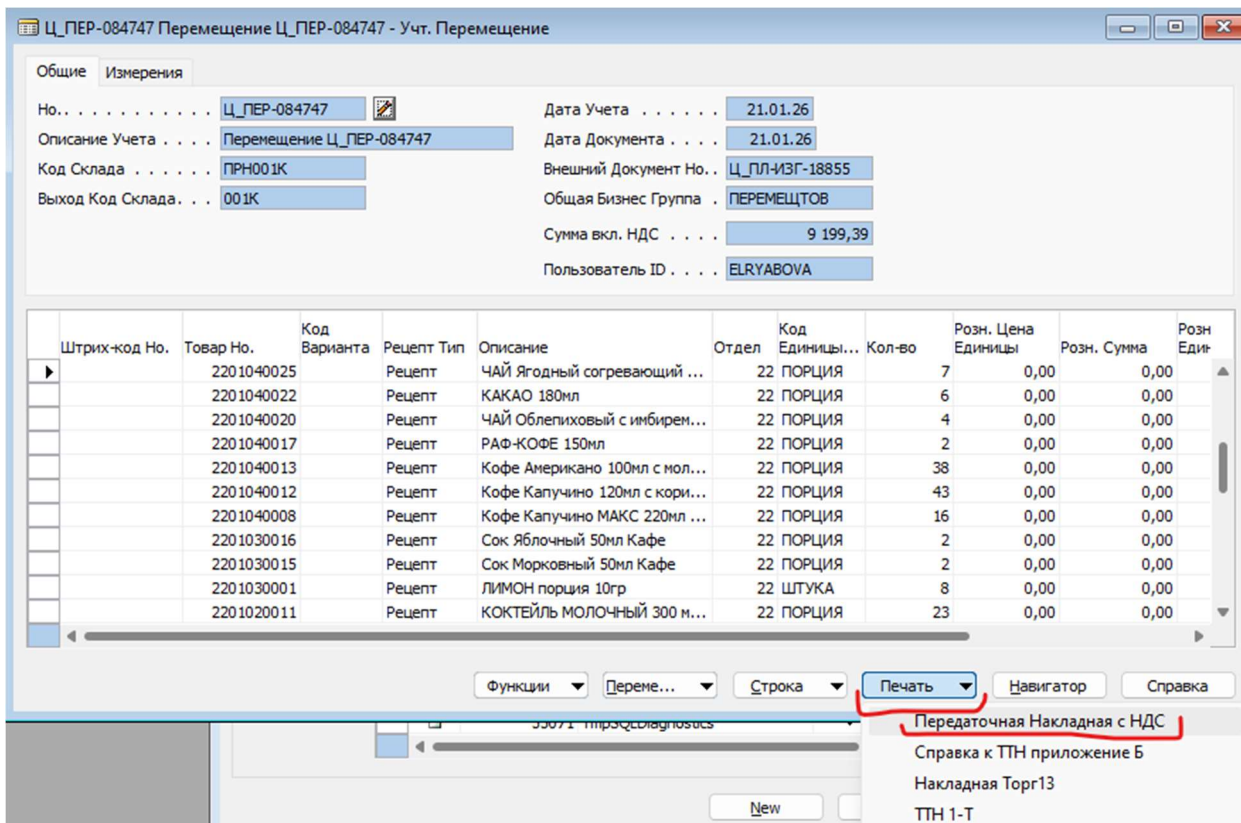 Ц_ПЕР-084747 Перемещение Ц_ПЕР-084747 - Учт. Перемещение
Общие Измерения
Но.. . . . . . . . . . . . Ц_ПЕР-084747 Дата Учета . . . . . . 21.01.26
Описание Учета . . . . Перемещение Ц_ПЕР-084747 Дата Документа . . . . 21.01.26
Код Склада . . . . . . ПРН001К Внешний Документ Но. . Ц_ПЛ-ИЗГ-18855
Выход Код Склада. . . 001К Общая Бизнес Группа . ПЕРЕМЕЩТОВ
Сумма вкл. НДС . . . . 9 199,39
Пользователь ID . . . . ELRYABOVA
Штрих-код Но. Товар Но. Код Варианта Рецепт Тип Описание Отдел Код Единицы... Кол-во Розн. Цена Единицы Розн. Сумма Розн Един
2201040025 Рецепт ЧАЙ Ягодный согревающий ... 22 ПОРЦИЯ 7 0,00 0,00
2201040022 Рецепт КАКАО 180мл 22 ПОРЦИЯ 6 0,00 0,00
2201040020 Рецепт ЧАЙ Облепиховый с имбирем... 22 ПОРЦИЯ 4 0,00 0,00
2201040017 Рецепт РАФ-КОФЕ 150мл 22 ПОРЦИЯ 2 0,00 0,00
2201040013 Рецепт Кофе Американо 100мл с мол... 22 ПОРЦИЯ 38 0,00 0,00
2201040012 Рецепт Кофе Капучино 120мл с кори... 22 ПОРЦИЯ 43 0,00 0,00
2201040008 Рецепт Кофе Капучино МАКС 220мл ... 22 ПОРЦИЯ 16 0,00 0,00
2201030016 Рецепт Сок Яблочный 50мл Кафе 22 ПОРЦИЯ 2 0,00 0,00
2201030015 Рецепт Сок Морковный 50мл Кафе 22 ПОРЦИЯ 2 0,00 0,00
2201030001 Рецепт ЛИМОН порция 10гр 22 ШТУКА 8 0,00 0,00
2201020011 Рецепт КОКТЕЙЛЬ МОЛОЧНЫЙ 300 м... 22 ПОРЦИЯ 23 0,00 0,00
Функции Переме... Строка Печать Навигатор Справка
Передаточная Накладная с НДС
Справка к ТТН приложение Б
Накладная Торг13
New ТТН 1-Т